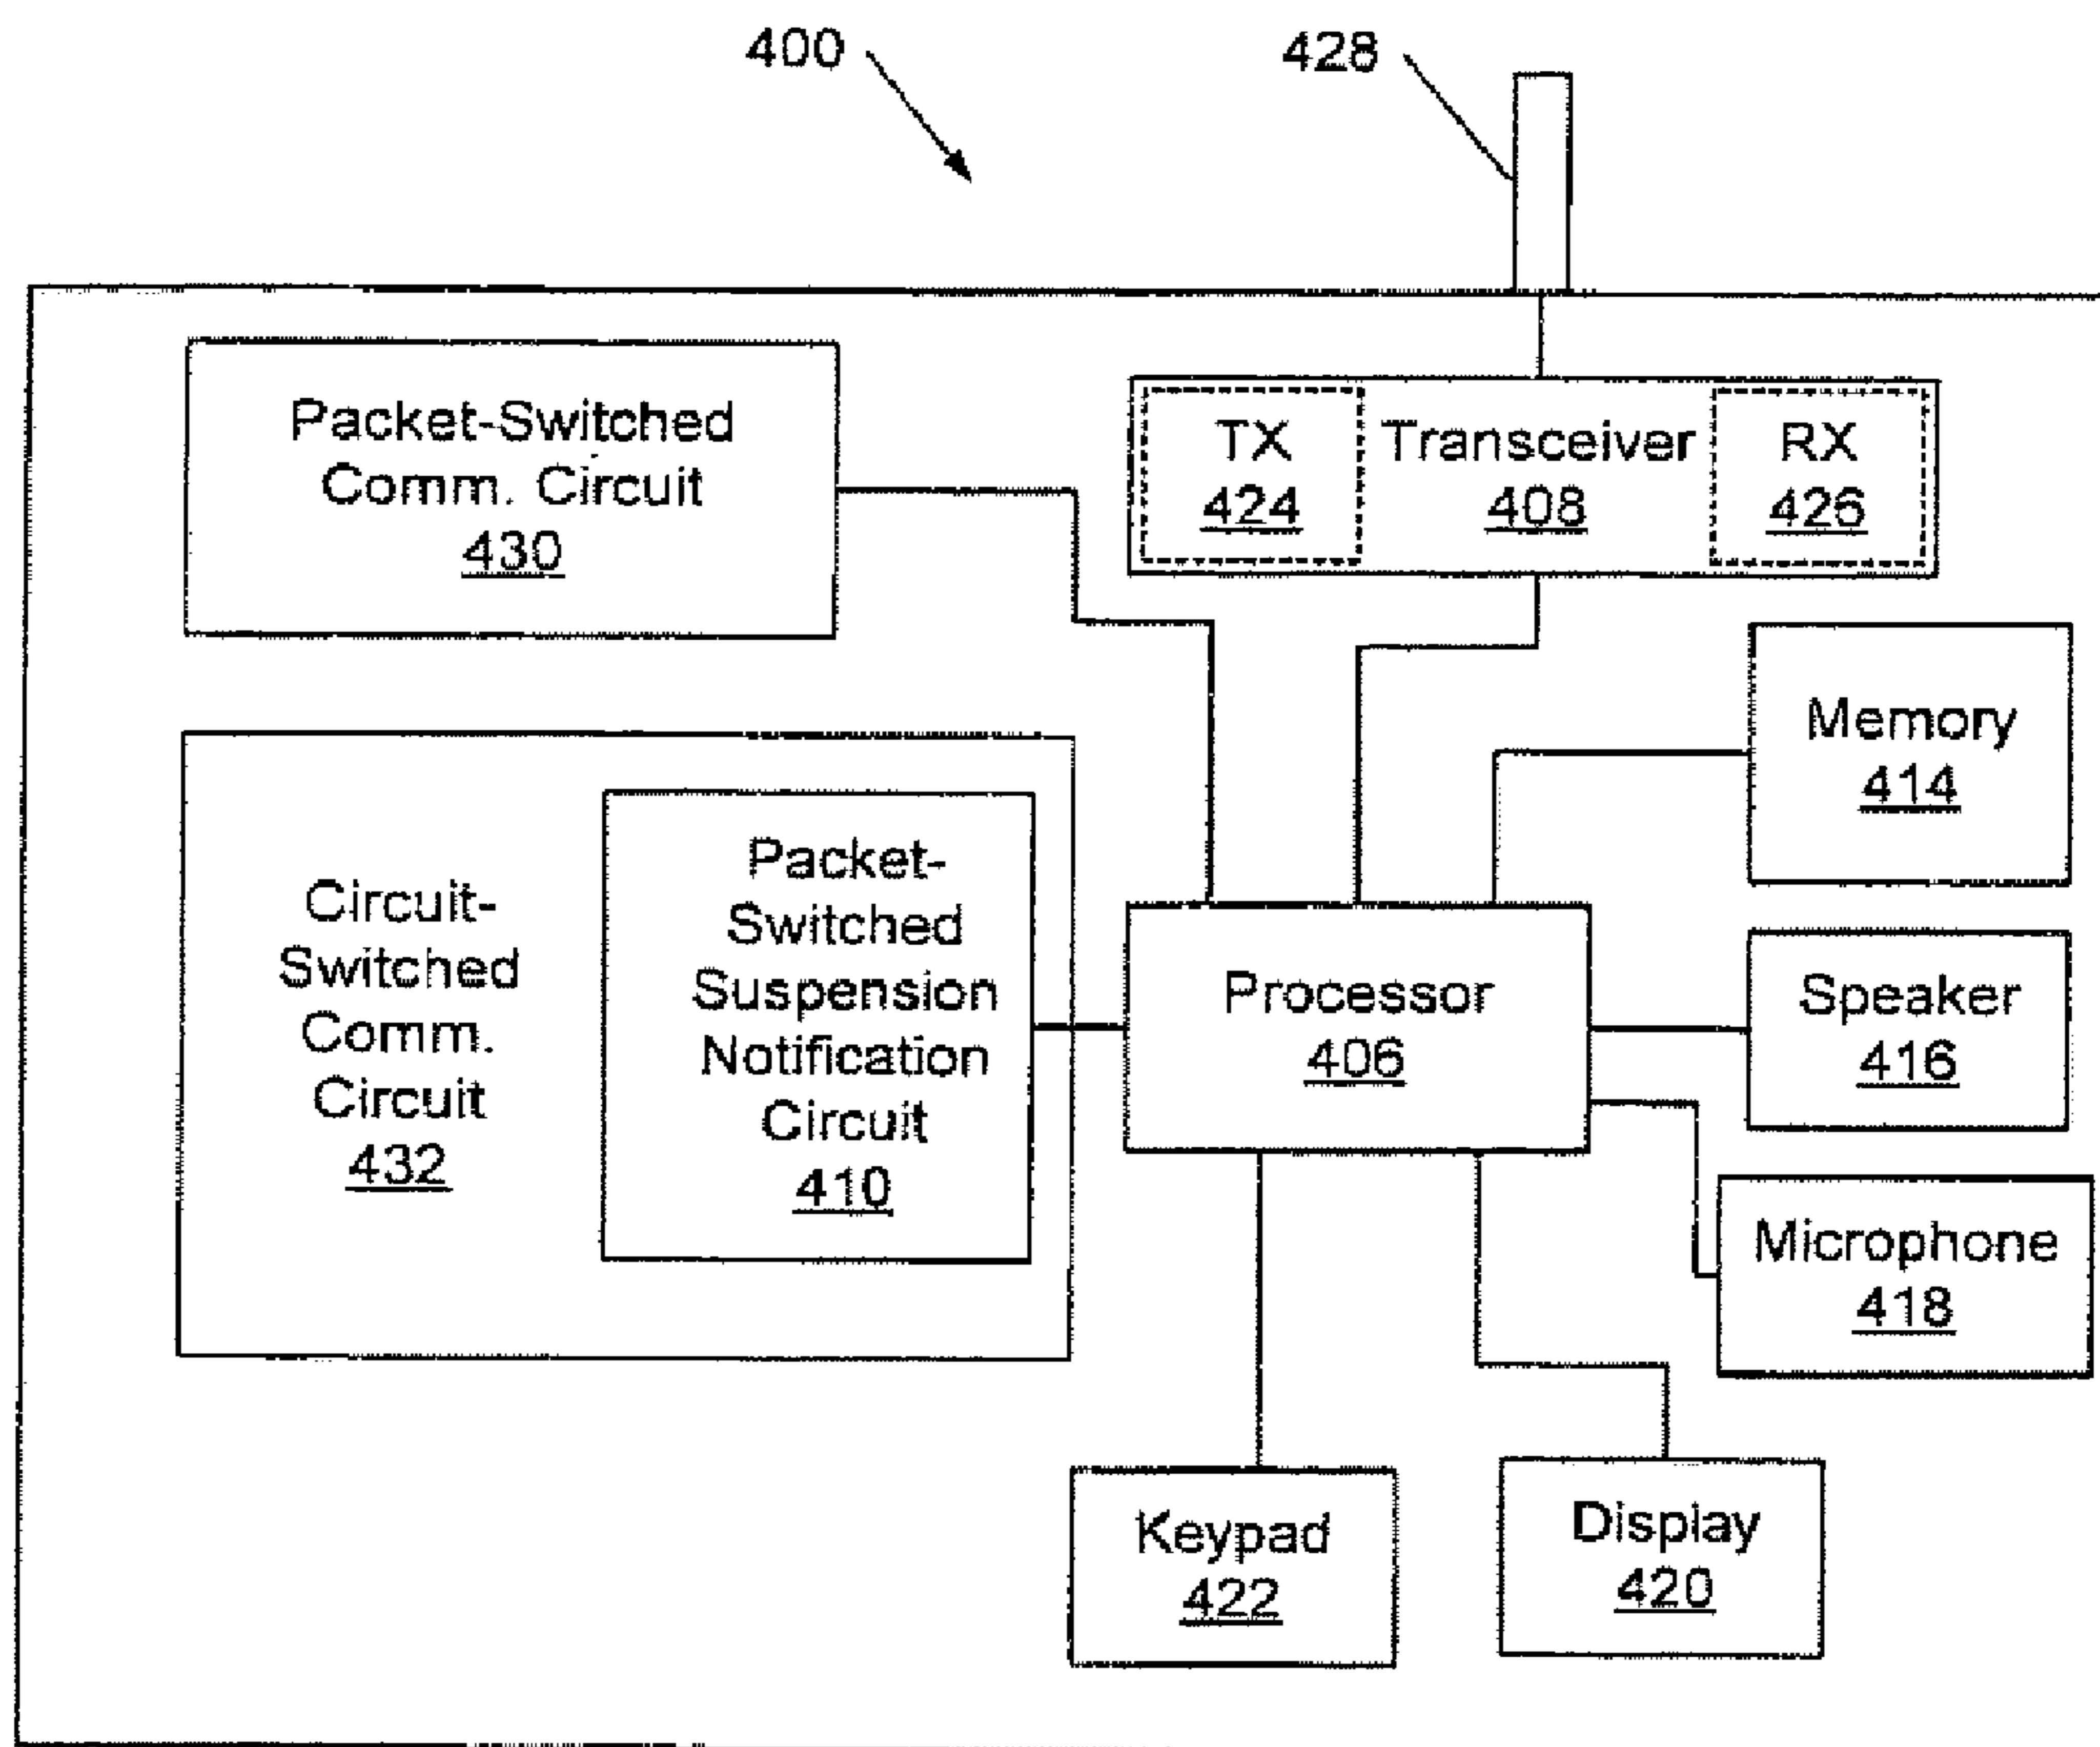 400
428
Packet-Switched
Comm. Circuit
430
TX
424
Transceiver
408
RX
426
Memory
414
Circuit-
Switched
Comm.
Circuit
432
Packet-
Switched
Suspension
Notification
Circuit
410
Processor
406
Speaker
416
Microphone
418
Keypad
422
Display
420